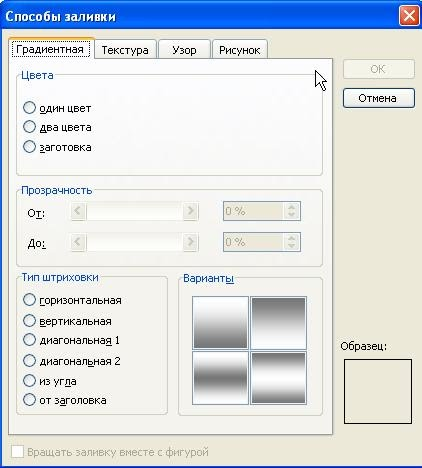 Способы заливки
Градиентная Текстура Узор Рисунок
Цвета
один цвет
два цвета
заготовка
Прозрачность
От: 0 %
До: 0 %
Тип штриховки
горизонтальная
вертикальная
диагональная 1
диагональная 2
из угла
от заголовка
Варианты
OK
Отмена
Образец:
Вращать заливку вместе с фигурой